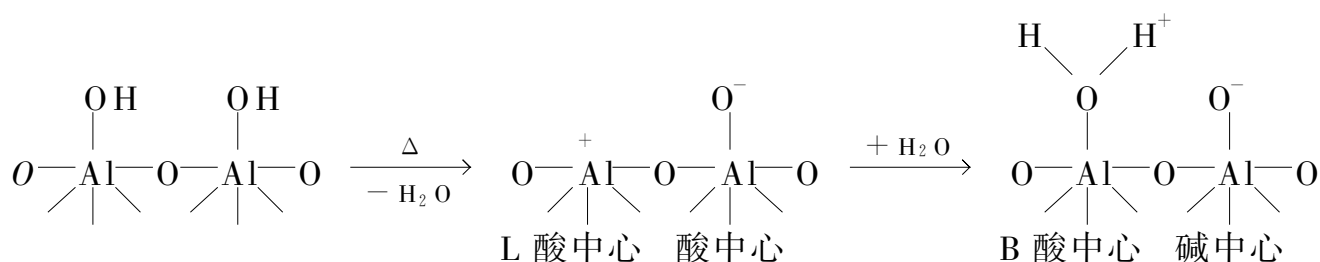 H H⁺
OH OH O⁻ O O⁻
O—Al—O—Al—O Δ − H₂O O—Al⁺—O—Al—O + H₂O O—Al—O—Al—O
L 酸中心 酸中心 B 酸中心 碱中心